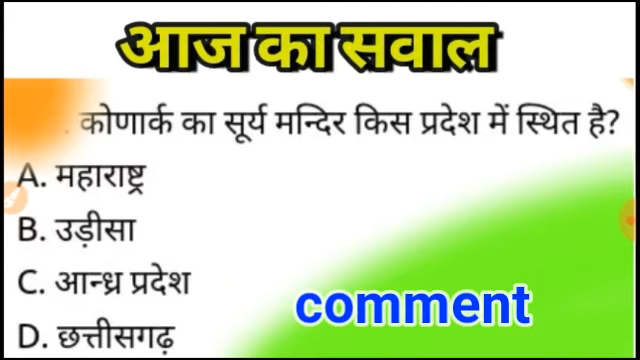 आज का सवाल
कोणार्क का सूर्य मन्दिर किस प्रदेश में स्थित है?
A. महाराष्ट्र
B. उड़ीसा
C. आन्ध्र प्रदेश
D. छत्तीसगढ़
comment